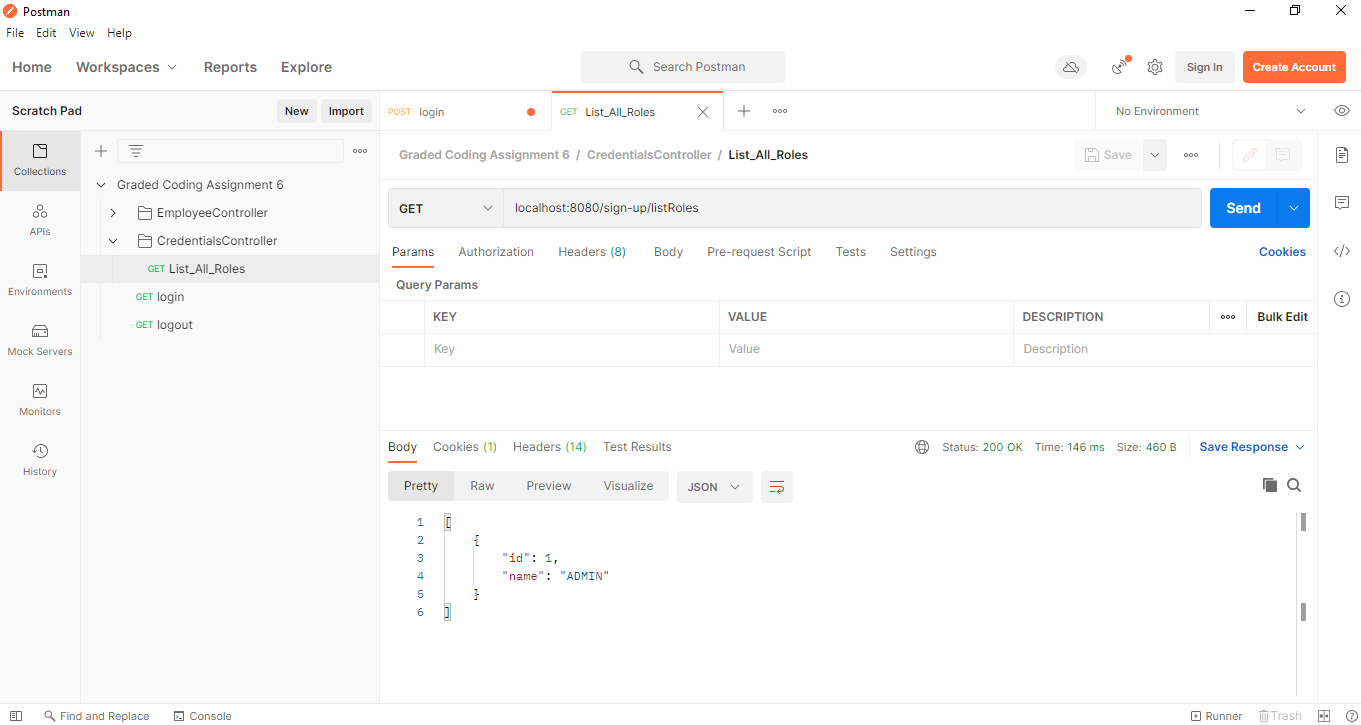 Postman
File Edit View Help
Home Workspaces Reports Explore Search Postman Sign In Create Account
Scratch Pad New Import
POST login GET List_All_Roles No Environment
Collections
APIs
Environments
Mock Servers
Monitors
History
Graded Coding Assignment 6
EmployeeController
CredentialsController
GET List_All_Roles
GET login
GET logout
Graded Coding Assignment 6 / CredentialsController / List_All_Roles Save
GET localhost:8080/sign-up/listRoles Send
Params Authorization Headers (8) Body Pre-request Script Tests Settings Cookies
Query Params
KEY VALUE DESCRIPTION Bulk Edit
Key Value Description
Body Cookies (1) Headers (14) Test Results Status: 200 OK Time: 146 ms Size: 460 B Save Response
Pretty Raw Preview Visualize JSON
1 [
2 {
3 "id": 1,
4 "name": "ADMIN"
5 }
6 ]
Find and Replace Console Runner Trash